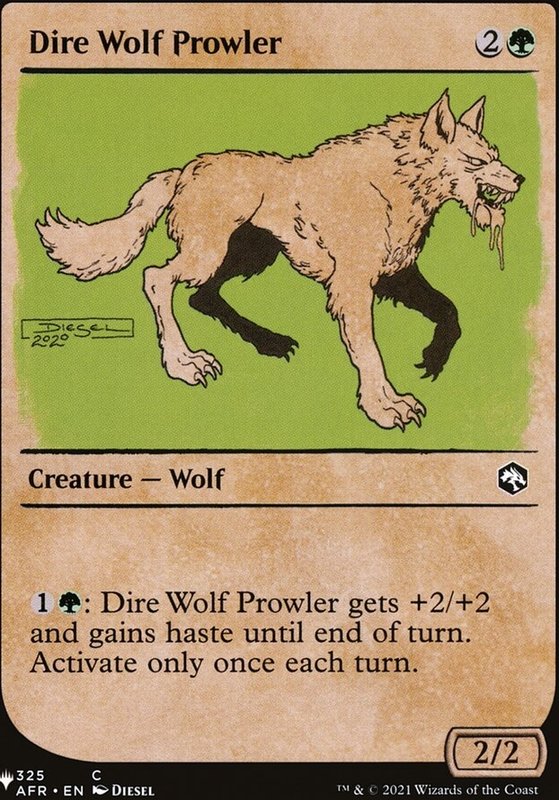 Dire Wolf Prowler 2
DIESEL
2020
Creature — Wolf
1: Dire Wolf Prowler gets +2/+2
and gains haste until end of turn.
Activate only once each turn.
2/2
325 C
AFR • EN DIESEL
™ & © 2021 Wizards of the Coast